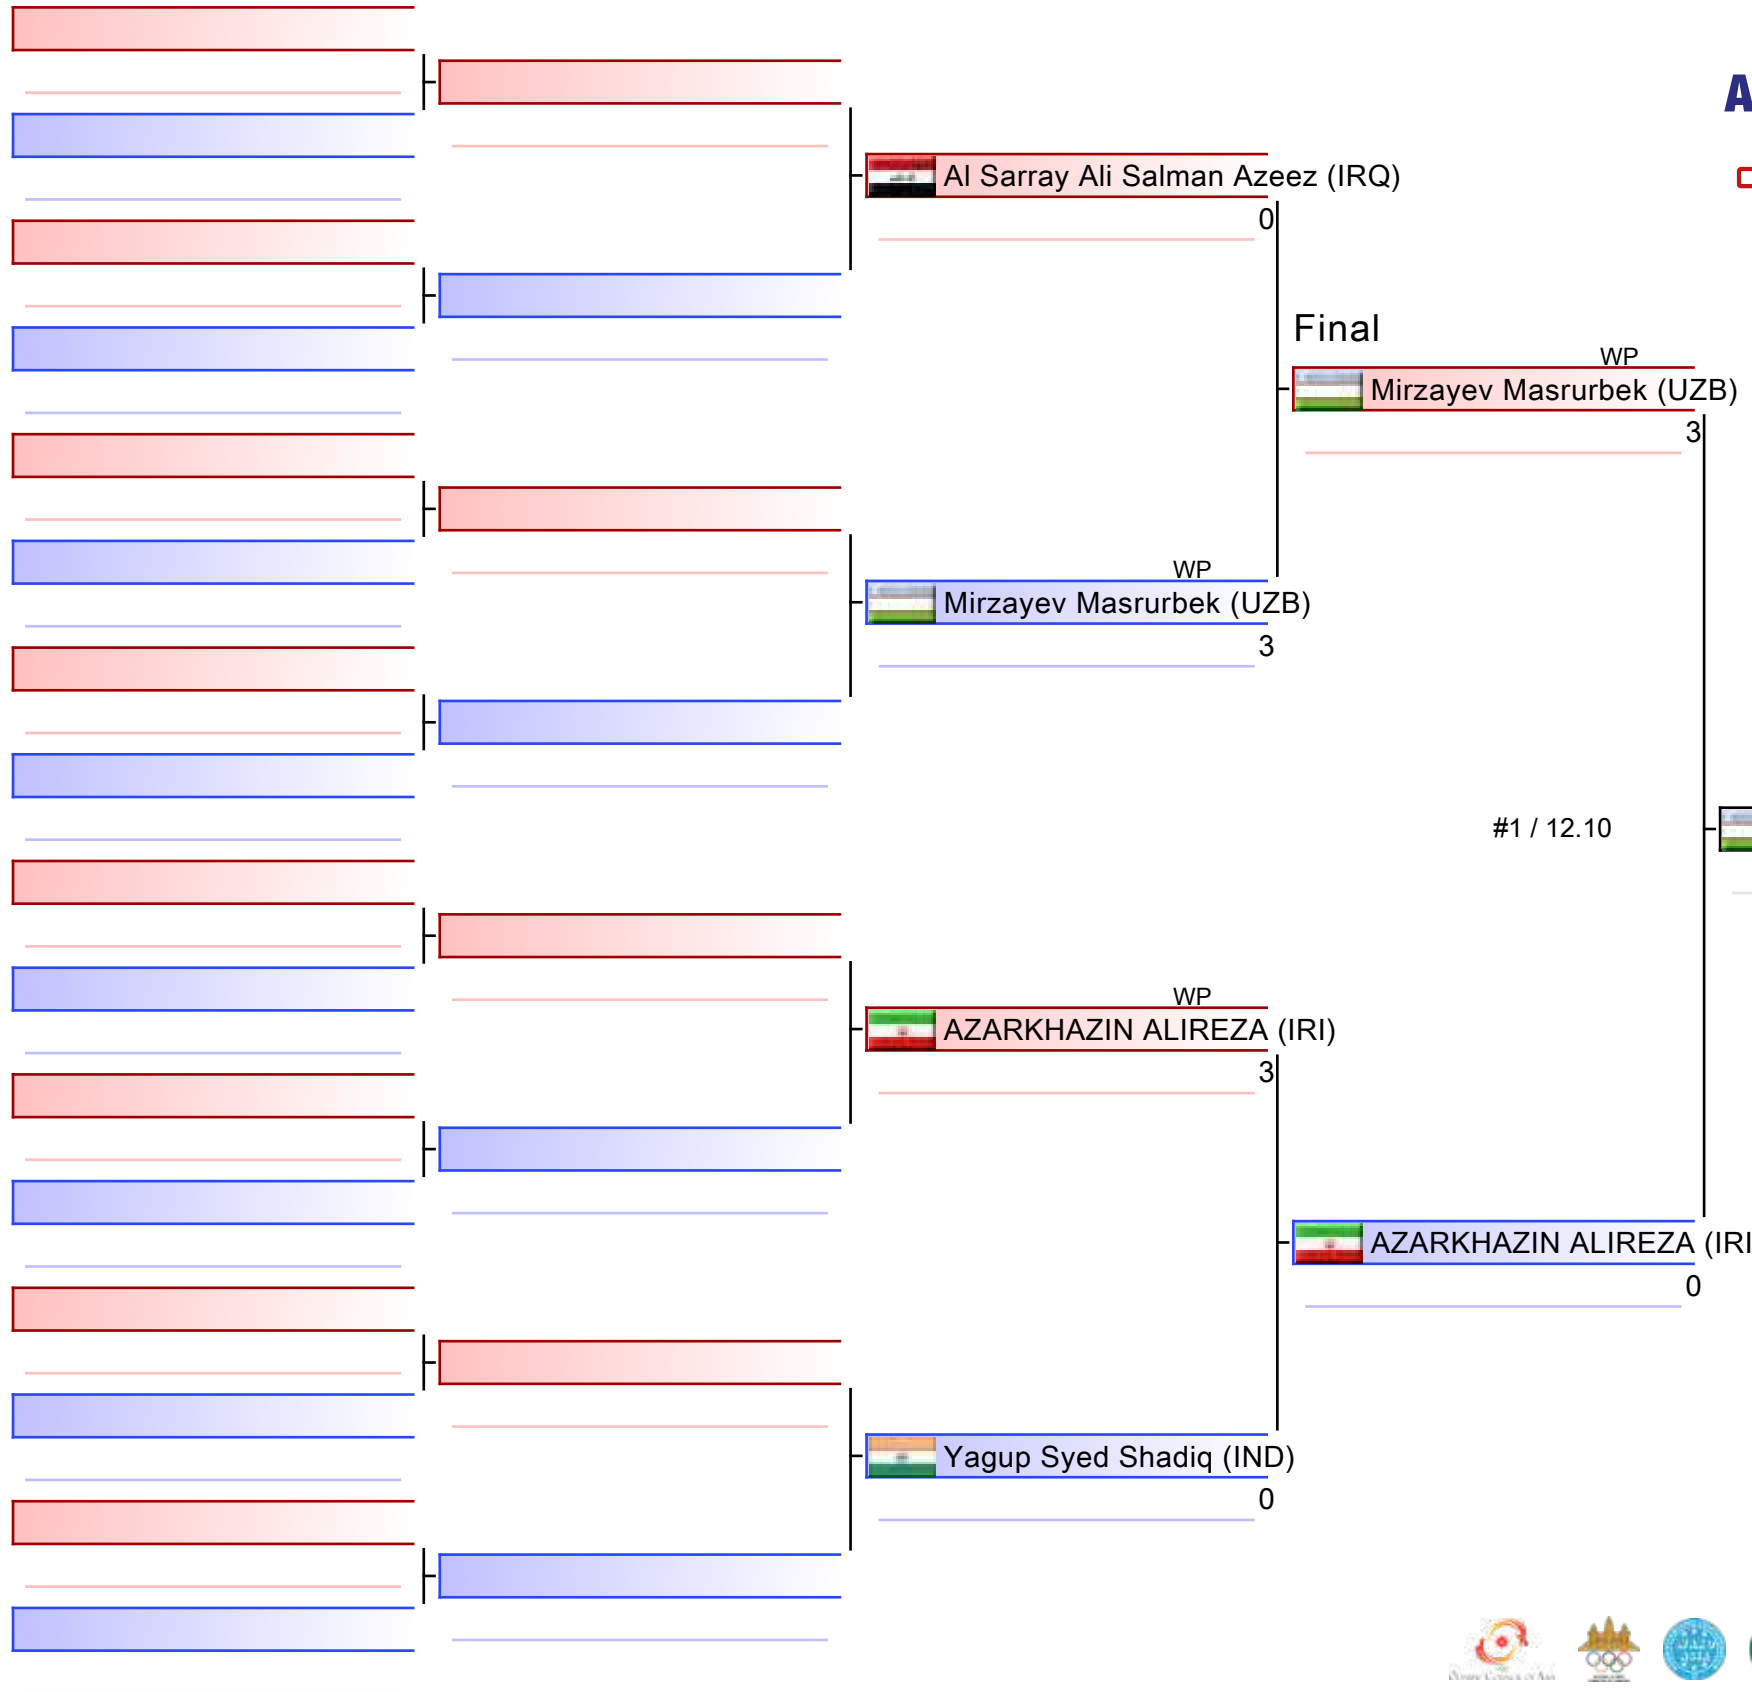 A
Al Sarray Ali Salman Azeez (IRQ)
0
Final
WP
Mirzayev Masrurbek (UZB)
3
WP
Mirzayev Masrurbek (UZB)
3
#1 / 12.10
WP
AZARKHAZIN ALIREZA (IRI)
3
AZARKHAZIN ALIREZA (IRI
0
Yagup Syed Shadiq (IND)
0